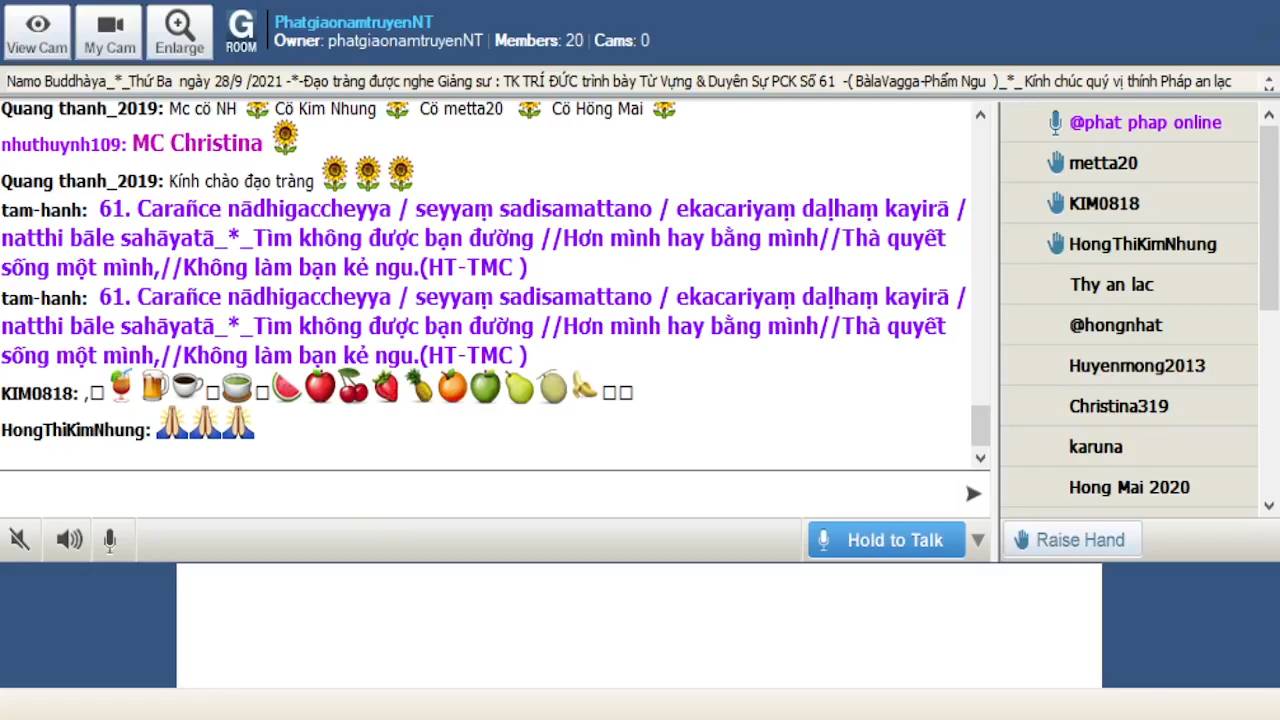 View Cam
My Cam
Enlarge
G
ROOM
PhatgiaonamtruyenNT
Owner: phatgiaonamtruyenNT | Members: 20 | Cams: 0
Namo Buddhàya_*_Thứ Ba ngày 28/9 /2021 -*-Đạo tràng được nghe Giảng sư : TK TRÍ ĐỨC trình bày Từ Vựng & Duyên Sự PCK Số 61 -( BàlaVagga-Phẩm Ngu )_*_ Kính chúc quý vị thính Pháp an lạc
Quang thanh_2019: Mc cô NH Cô Kim Nhung Cô metta20 Cô Hồng Mai
nhuthuynh109: MC Christina
Quang thanh_2019: Kính chào đạo tràng
tam-hanh: 61. Carañce nādhigaccheyya / seyyaṃ sadisamattano / ekacariyaṃ daḷhaṃ kayirā /
natthi bāle sahāyatā_*_Tìm không được bạn đường //Hơn mình hay bằng mình//Thà quyết
sống một mình,//Không làm bạn kẻ ngu.(HT-TMC )
tam-hanh: 61. Carañce nādhigaccheyya / seyyaṃ sadisamattano / ekacariyaṃ daḷhaṃ kayirā /
natthi bāle sahāyatā_*_Tìm không được bạn đường //Hơn mình hay bằng mình//Thà quyết
sống một mình,//Không làm bạn kẻ ngu.(HT-TMC )
KIM0818: ,
HongThiKimNhung:
Hold to Talk
@phat phap online
metta20
KIM0818
HongThiKimNhung
Thy an lac
@hongnhat
Huyenmong2013
Christina319
karuna
Hong Mai 2020
Raise Hand